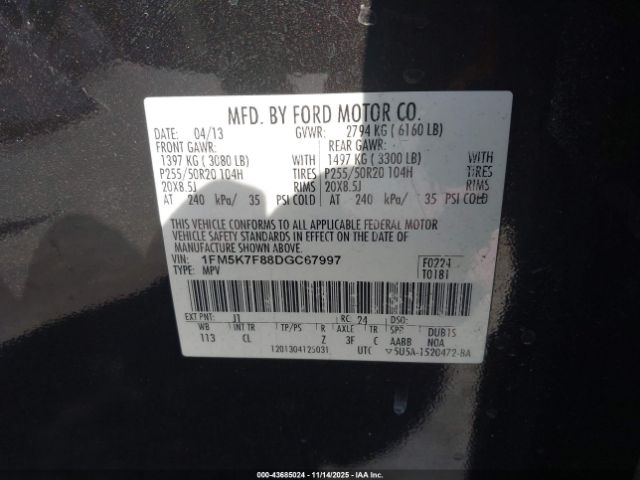 MFD. BY FORD MOTOR CO.
DATE: 04/13 GVWR: 2794 KG ( 6160 LB)
FRONT GAWR: REAR GAWR:
1397 KG ( 3080 LB) WITH 1497 KG ( 3300 LB) WITH
P255/50R20 104H TIRES P255/50R20 104H TIRES
20X8.5J RIMS 20X8.5J RIMS
AT 240 kPa/ 35 PSI COLD AT 240 kPa/ 35 PSI COLD
THIS VEHICLE CONFORMS TO ALL APPLICABLE FEDERAL MOTOR
VEHICLE SAFETY STANDARDS IN EFFECT ON THE DATE OF
MANUFACTURE SHOWN ABOVE.
VIN: 1FM5K7F88DGC67997 F0224
TYPE: MPV T0181
EXT PNT: J1 RC: 24 DSO:
WB INT TR TP/PS R AXLE TR SPR DUB1S
113 CL Z 3F C AABB NOA
1201304125031 UTC 5U5A-1520472-BA
000-43685024 | 11/14/2025 | IAA Inc.